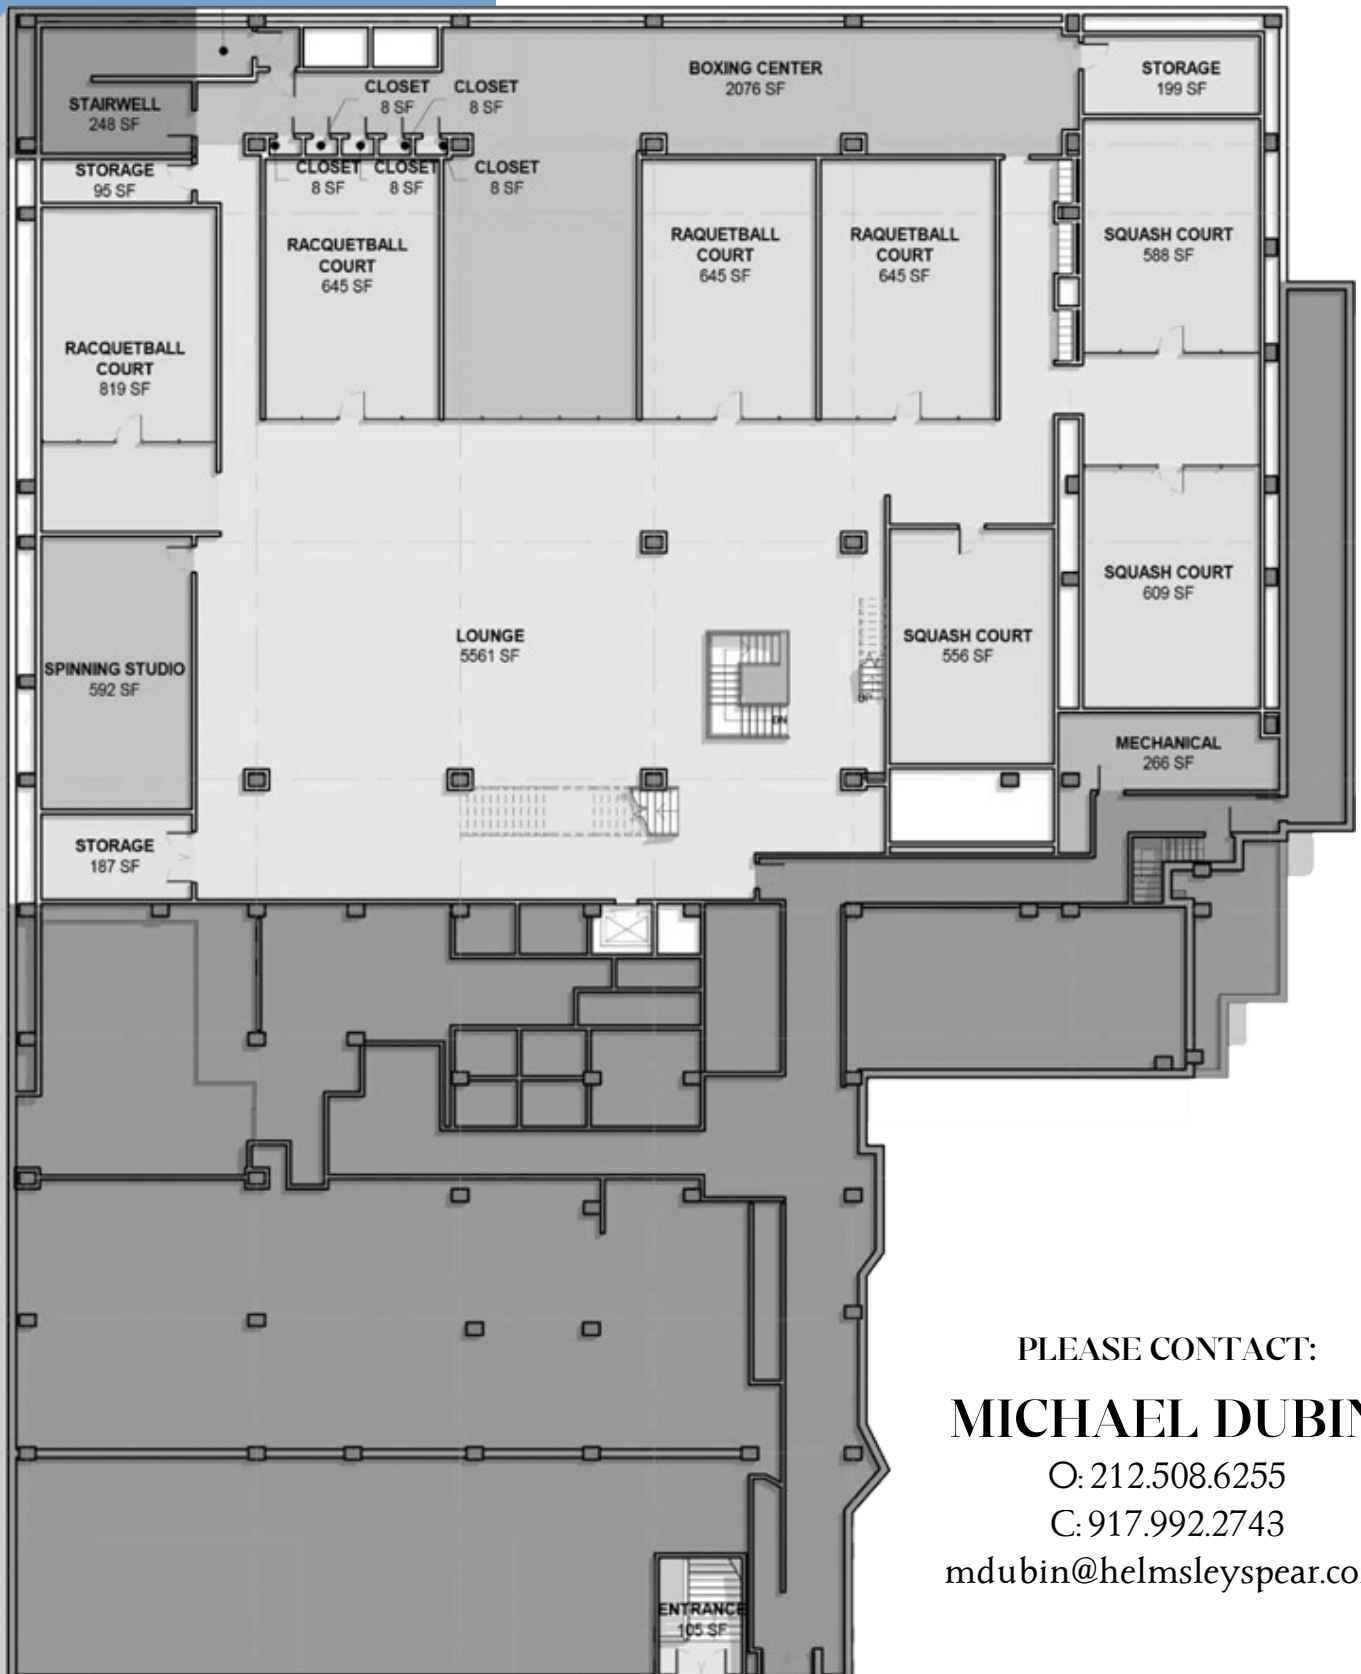 BOXING CENTER
2076 SF
STORAGE
199 SF
CLOSET
8 SF
CLOSET
8 SF
STAIRWELL
248 SF
STORAGE
95 SF
CLOSET
8 SF
CLOSET
8 SF
CLOSET
8 SF
RACQUETBALL
COURT
645 SF
RAQUETBALL
COURT
645 SF
RAQUETBALL
COURT
645 SF
SQUASH COURT
588 SF
RACQUETBALL
COURT
819 SF
SQUASH COURT
609 SF
LOUNGE
5561 SF
SQUASH COURT
556 SF
SPINNING STUDIO
592 SF
DN
MECHANICAL
266 SF
STORAGE
187 SF
PLEASE CONTACT:
MICHAEL DUBIN
O: 212.508.6255
C: 917.992.2743
mdubin@helmsleyspear.co
ENTRANCE
105 SF